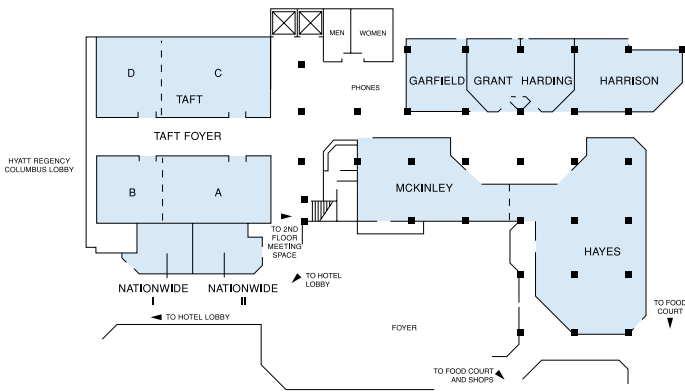 MEN
WOMEN
D
C
TAFT
PHONES
GARFIELD
GRANT
HARDING
HARRISON
TAFT FOYER
HYATT REGENCY
COLUMBUS LOBBY
B
A
MCKINLEY
TO 2ND
FLOOR
MEETING
SPACE
HAYES
TO HOTEL
LOBBY
NATIONWIDE
I
NATIONWIDE
II
TO HOTEL LOBBY
FOYER
TO FOOD
COURT
TO FOOD COURT
AND SHOPS